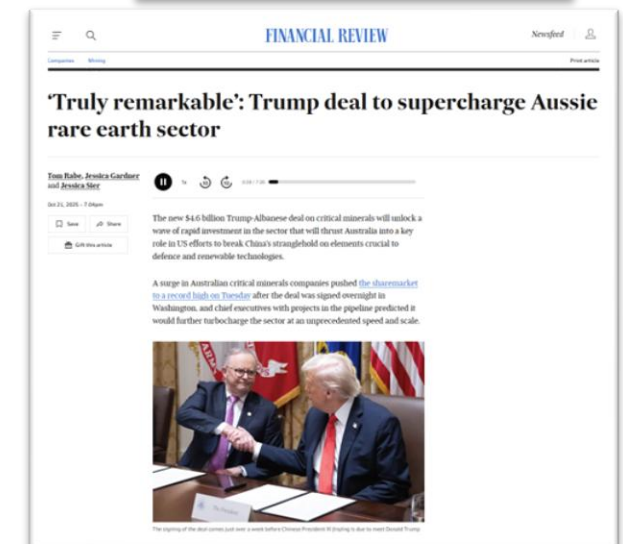 FINANCIAL REVIEW
Newsfeed
Companies Mining
Print article
‘Truly remarkable’: Trump deal to supercharge Aussie
rare earth sector
Tom Rabe, Jessica Gardner
and Jessica Sier
Oct 21, 2025 – 7.04pm
Save
Share
Gift this article
1x
The new $4.6 billion Trump-Albanese deal on critical minerals will unlock a
wave of rapid investment in the sector that will thrust Australia into a key
role in US efforts to break China’s stranglehold on elements crucial to
defence and renewable technologies.
A surge in Australian critical minerals companies pushed the sharemarket
to a record high on Tuesday after the deal was signed overnight in
Washington, and chief executives with projects in the pipeline predicted it
would further turbocharge the sector at an unprecedented speed and scale.
The President
The signing of the deal comes just over a week before Chinese President Xi Jinping is due to meet Donald Trump